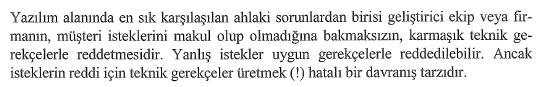 Yazılım alanında en sık karşılaşılan ahlaki sorunlardan birisi geliştirici ekip veya fir-
manın, müşteri isteklerini makul olup olmadığına bakmaksızın, karmaşık teknik ge-
rekçelerle reddetmesidir. Yanlış istekler uygun gerekçelerle reddedilebilir. Ancak
isteklerin reddi için teknik gerekçeler üretmek (!) hatalı bir davranış tarzıdır.